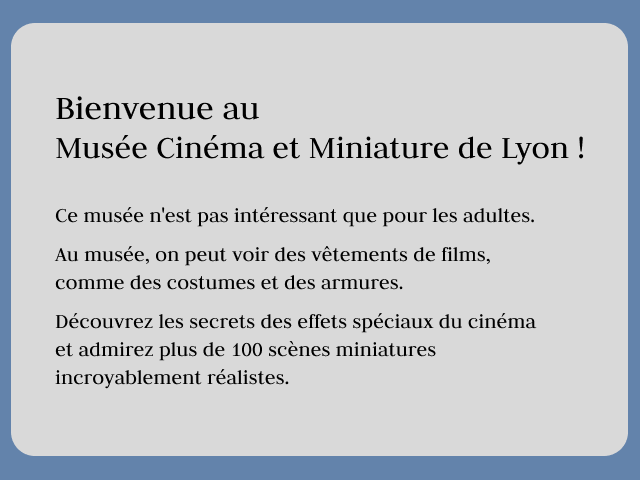 Bienvenue au
Musée Cinéma et Miniature de Lyon !
Ce musée n'est pas intéressant que pour les adultes.
Au musée, on peut voir des vêtements de films,
comme des costumes et des armures.
Découvrez les secrets des effets spéciaux du cinéma
et admirez plus de 100 scènes miniatures
incroyablement réalistes.